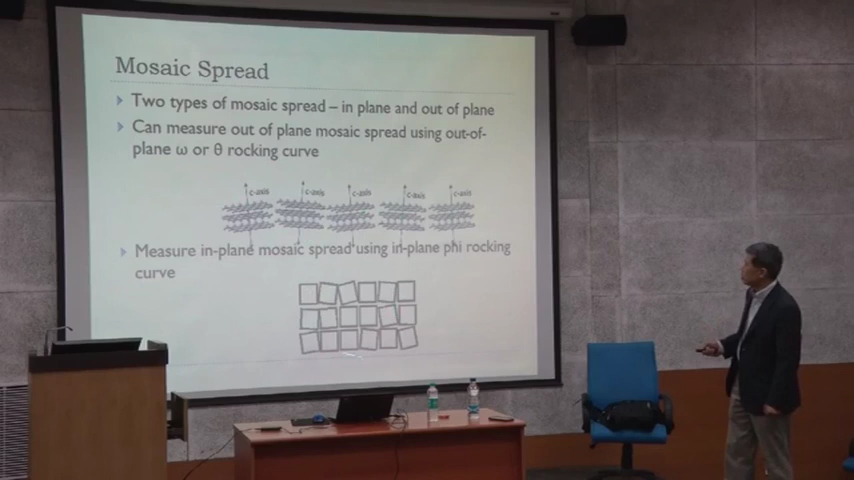 Mosaic Spread
Two types of mosaic spread – in plane and out of plane
Can measure out of plane mosaic spread using out-of-
plane ω or θ rocking curve
c-axis c-axis c-axis c-axis c-axis
Measure in-plane mosaic spread using in-plane phi rocking
curve